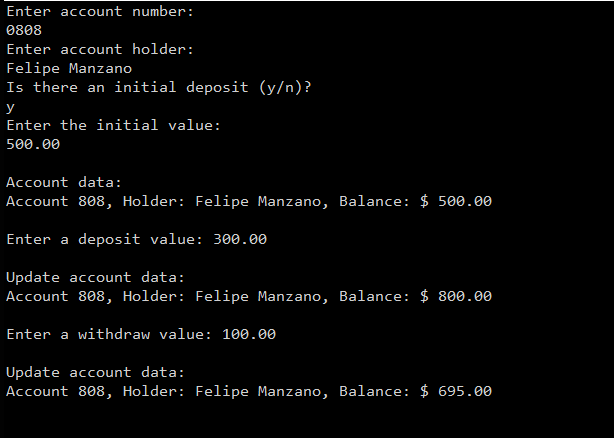 Enter account number:
0808
Enter account holder:
Felipe Manzano
Is there an initial deposit (y/n)?
y
Enter the initial value:
500.00
Account data:
Account 808, Holder: Felipe Manzano, Balance: $ 500.00
Enter a deposit value: 300.00
Update account data:
Account 808, Holder: Felipe Manzano, Balance: $ 800.00
Enter a withdraw value: 100.00
Update account data:
Account 808, Holder: Felipe Manzano, Balance: $ 695.00